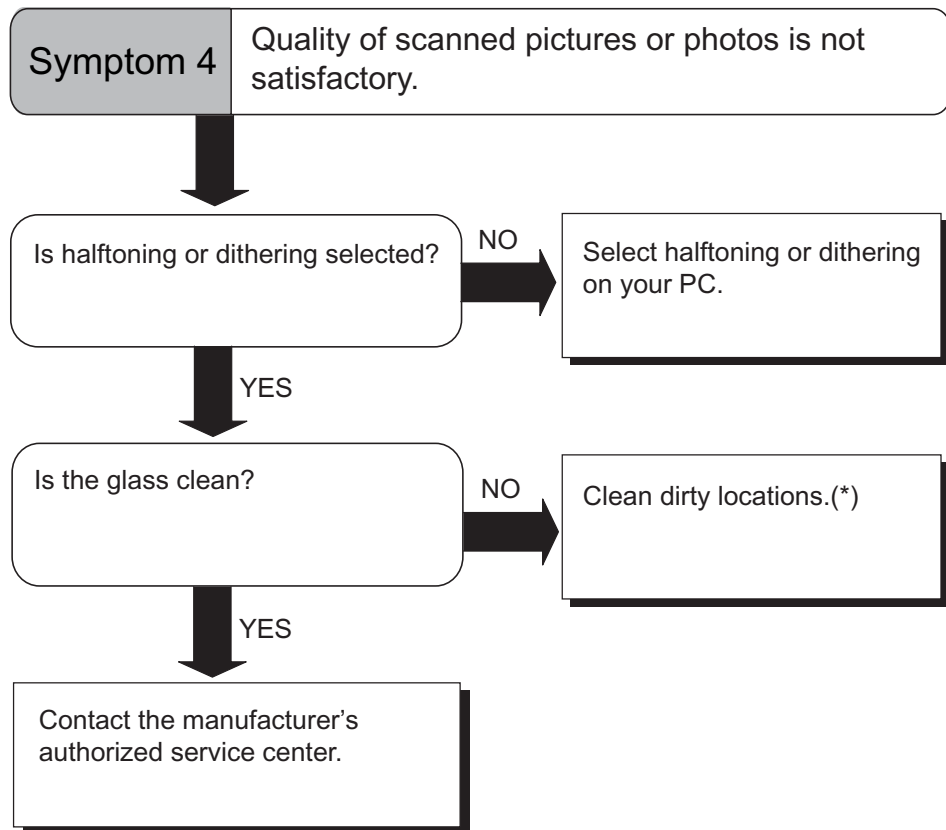 Symptom 4
Quality of scanned pictures or photos is not
satisfactory.
Is halftoning or dithering selected?
NO
Select halftoning or dithering
on your PC.
YES
Is the glass clean?
NO
Clean dirty locations.(*)
YES
Contact the manufacturer’s
authorized service center.